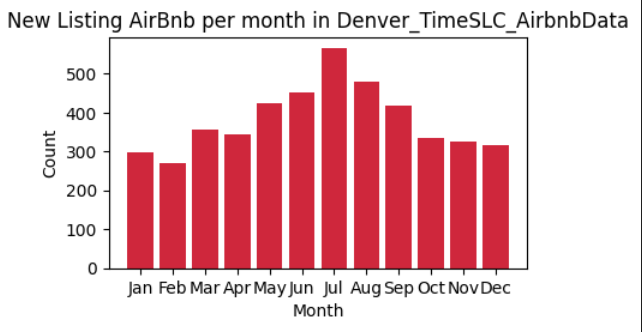 New Listing AirBnb per month in Denver_TimeSLC_AirbnbData
Count
500
400
300
200
100
0
Jan Feb Mar Apr May Jun Jul Aug Sep Oct Nov Dec
Month